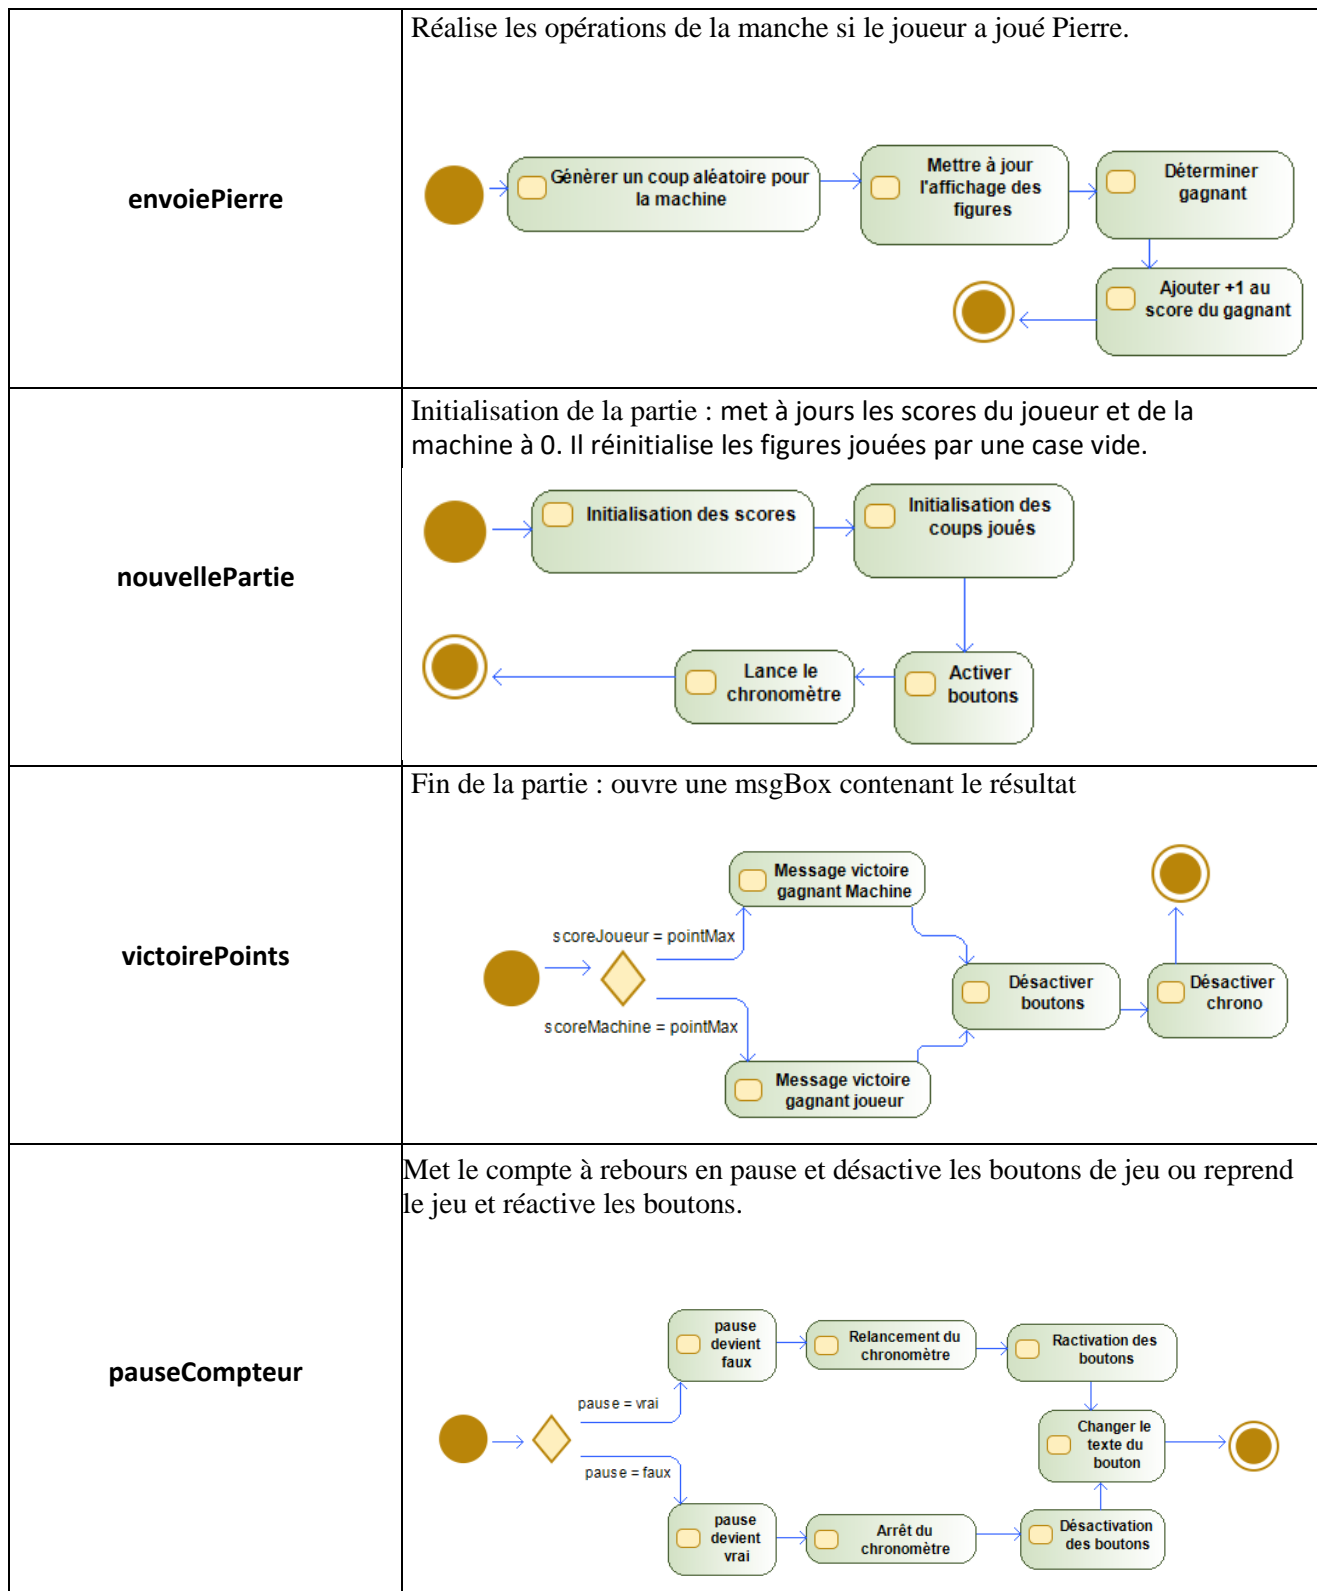 Réalise les opérations de la manche si le joueur a joué Pierre.
envoiePierre
Génèrer un coup aléatoire pour
la machine
Mettre à jour
l'affichage des
figures
Déterminer
gagnant
Ajouter +1 au
score du gagnant
Initialisation de la partie : met à jours les scores du joueur et de la
machine à 0. Il réinitialise les figures jouées par une case vide.
nouvellePartie
Initialisation des scores
Initialisation des
coups joués
Activer
boutons
Lance le
chronomètre
Fin de la partie : ouvre une msgBox contenant le résultat
victoirePoints
scoreJoueur = pointMax
Message victoire
gagnant Machine
scoreMachine = pointMax
Message victoire
gagnant joueur
Désactiver
boutons
Désactiver
chrono
Met le compte à rebours en pause et désactive les boutons de jeu ou reprend
le jeu et réactive les boutons.
pauseCompteur
pause = vrai
pause
devient
faux
Relancement du
chronomètre
Ractivation des
boutons
Changer le
texte du
bouton
pause = faux
pause
devient
vrai
Arrêt du
chronomètre
Désactivation
des boutons